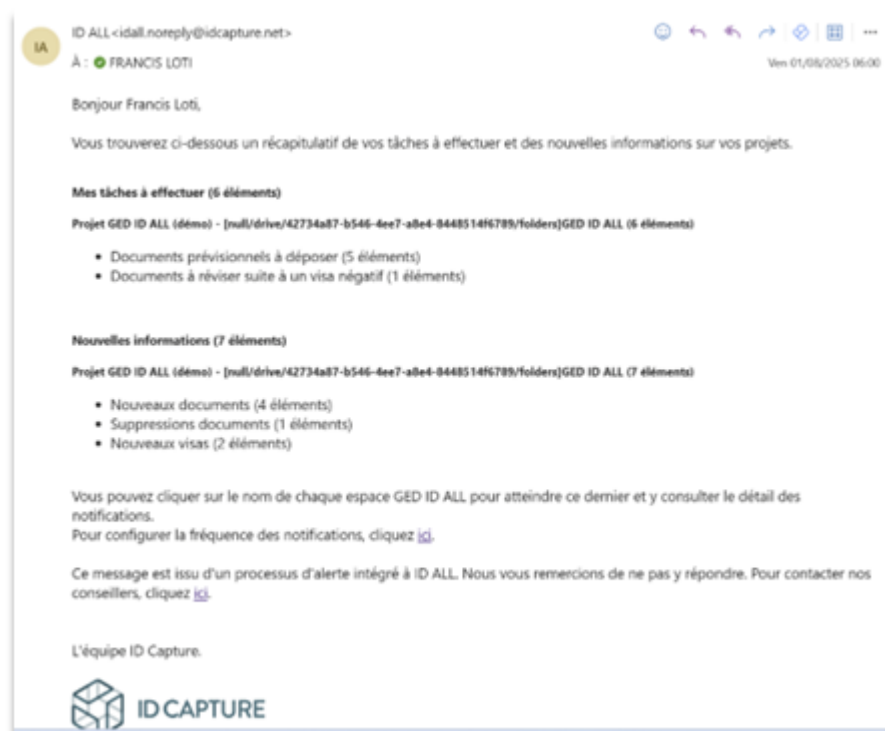 IA
ID ALL<idall.noreply@idcapture.net>
À : FRANCIS LOTI
Ven 01/08/2025 06:00
Bonjour Francis Loti,
Vous trouverez ci-dessous un récapitulatif de vos tâches à effectuer et des nouvelles informations sur vos projets.
Mes tâches à effectuer (6 éléments)
Projet GED ID ALL (démo) - [null/drive/42734a87-b546-4ee7-a8e4-8448514f6789/folders]GED ID ALL (6 éléments)
• Documents prévisionnels à déposer (5 éléments)
• Documents à réviser suite à un visa négatif (1 éléments)
Nouvelles informations (7 éléments)
Projet GED ID ALL (démo) - [null/drive/42734a87-b546-4ee7-a8e4-8448514f6789/folders]GED ID ALL (7 éléments)
• Nouveaux documents (4 éléments)
• Suppressions documents (1 éléments)
• Nouveaux visas (2 éléments)
Vous pouvez cliquer sur le nom de chaque espace GED ID ALL pour atteindre ce dernier et y consulter le détail des
notifications.
Pour configurer la fréquence des notifications, cliquez ici.
Ce message est issu d'un processus d'alerte intégré à ID ALL. Nous vous remercions de ne pas y répondre. Pour contacter nos
conseillers, cliquez ici.
L'équipe ID Capture.
ID CAPTURE